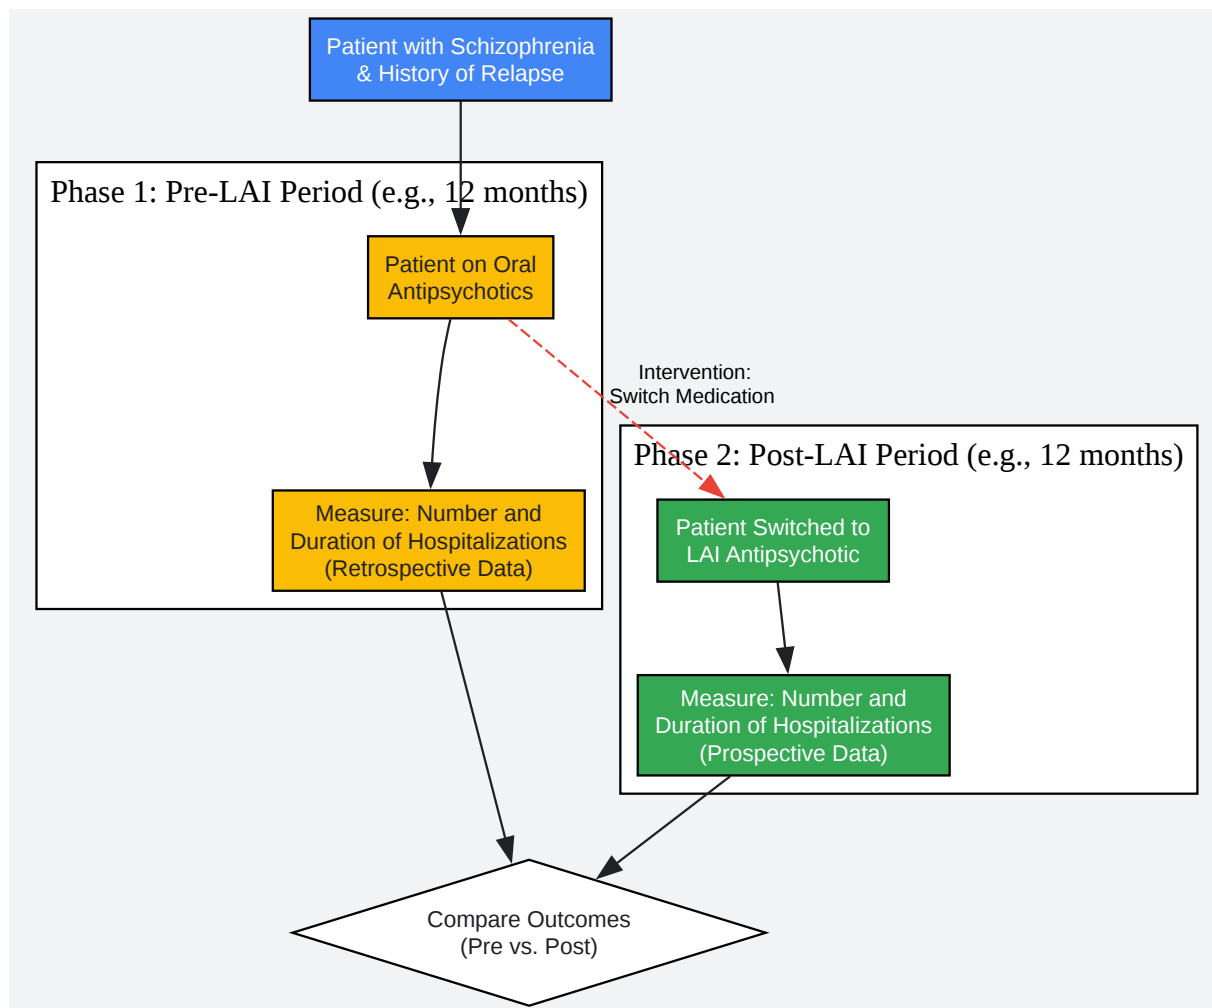 Patient with Schizophrenia
& History of Relapse
Phase 1: Pre-LAI Period (e.g., 12 months)
Patient on Oral
Antipsychotics
Intervention:
Switch Medication
Phase 2: Post-LAI Period (e.g., 12 months)
Measure: Number and
Duration of Hospitalizations
(Retrospective Data)
Patient Switched to
LAI Antipsychotic
Measure: Number and
Duration of Hospitalizations
(Prospective Data)
Compare Outcomes
(Pre vs. Post)